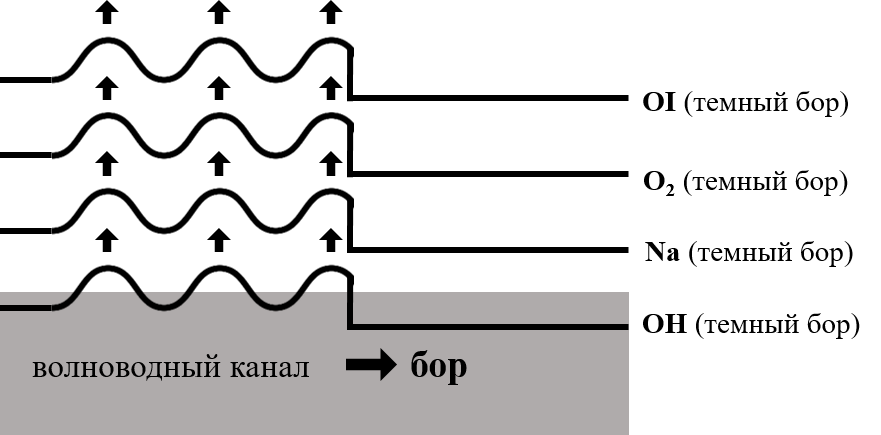 OI (темный бор)
O₂ (темный бор)
Na (темный бор)
OH (темный бор)
волноводный канал бор